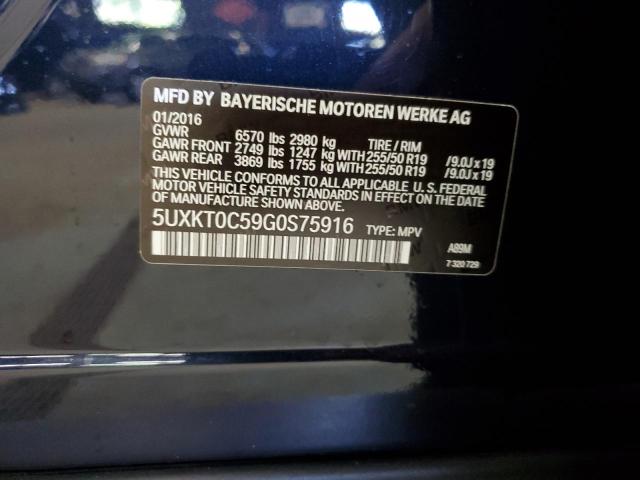 MFD BY BAYERISCHE MOTOREN WERKE AG
01/2016
GVWR 6570 lbs 2980 kg TIRE / RIM
GAWR FRONT 2749 lbs 1247 kg WITH 255/50 R19 /9.0J x 19
GAWR REAR 3869 lbs 1755 kg WITH 255/50 R19 /9.0J x 19
THIS VEHICLE CONFORMS TO ALL APPLICABLE U. S. FEDERAL
MOTOR VEHICLE SAFETY STANDARDS IN EFFECT ON THE DATE
OF MANUFACTURE SHOWN ABOVE.
5UXKT0C59G0S75916 TYPE: MPV
A89M
7 320 729